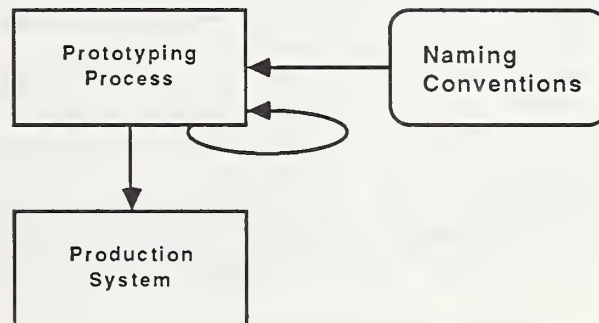 Prototyping
Process
Naming
Conventions
Production
System